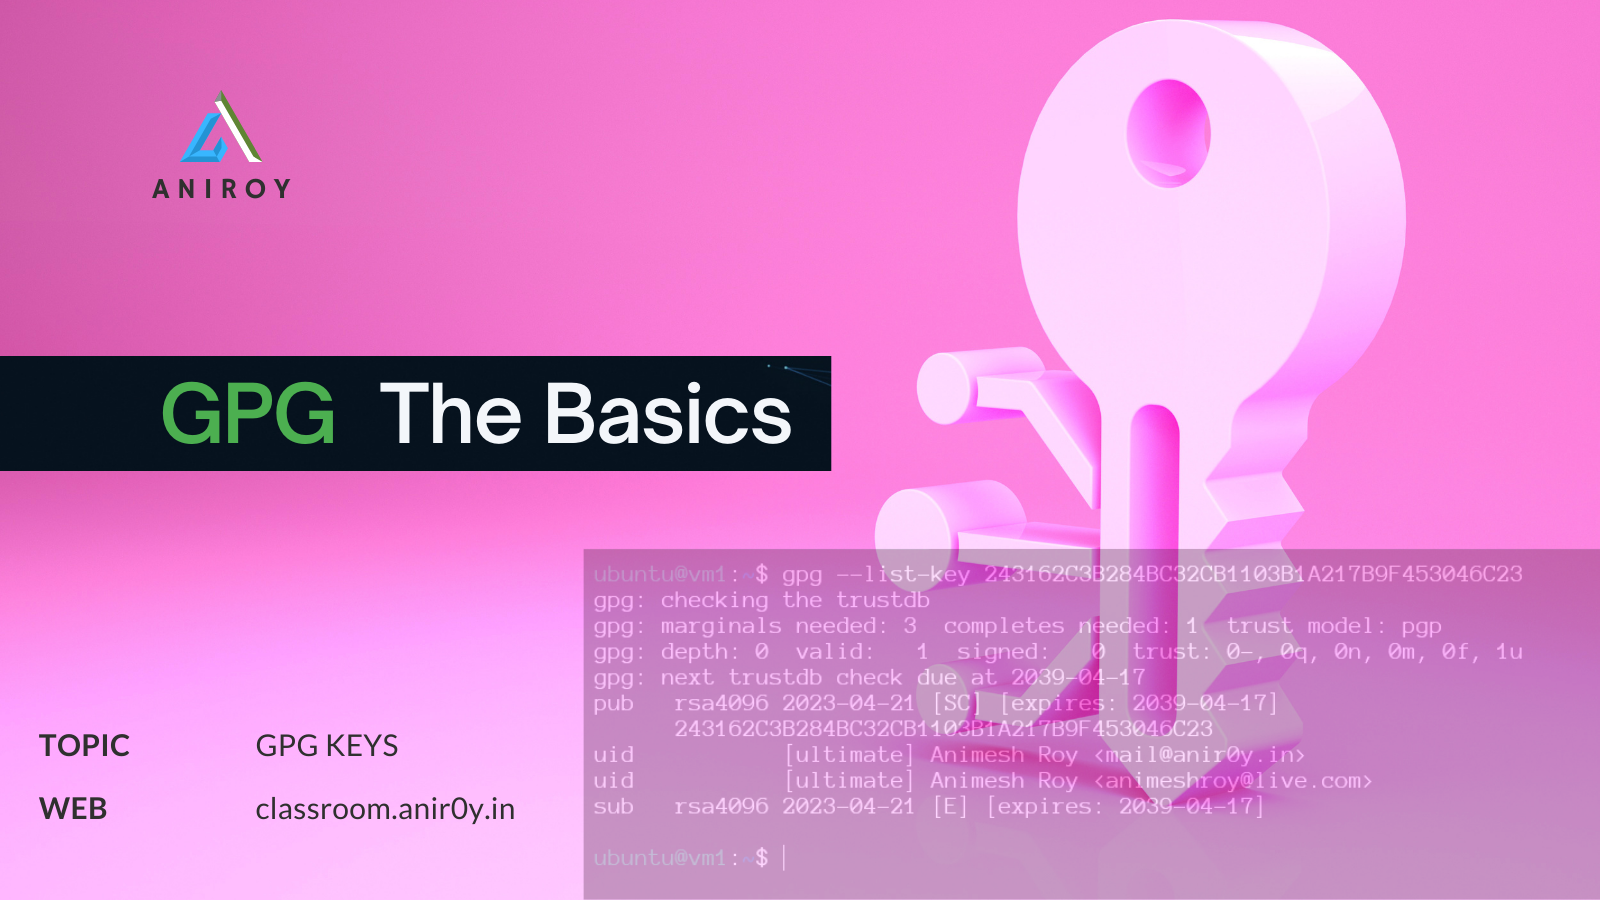 ANIROY
GPG The Basics
ubuntu@vm1:~$ gpg --list-key 243162C3B284BC32CB1103B1A217B9F453046C23
gpg: checking the trustdb
gpg: marginals needed: 3  completes needed: 1  trust model: pgp
gpg: depth: 0  valid:   1  signed:   0  trust: 0-, 0q, 0n, 0m, 0f, 1u
gpg: next trustdb check due at 2039-04-17
pub   rsa4096 2023-04-21 [SC] [expires: 2039-04-17]
      243162C3B284BC32CB1103B1A217B9F453046C23
uid           [ultimate] Animesh Roy <mail@anir0y.in>
uid           [ultimate] Animesh Roy <animeshroy@live.com>
sub   rsa4096 2023-04-21 [E] [expires: 2039-04-17]
ubuntu@vm1:~$
TOPIC GPG KEYS
WEB classroom.anir0y.in